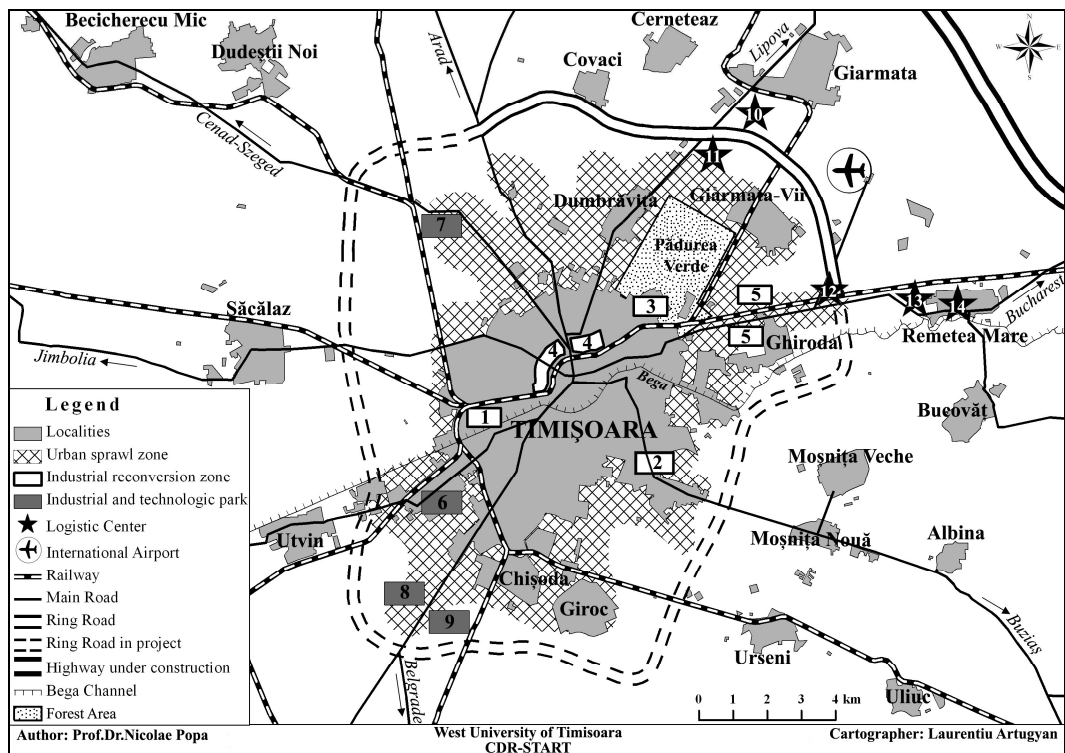 Becicherecu Mic
Dudeștii Noi
Cerneteaz
Covaci
Arad
Lipova
Giarmata
N
W E
S
Cenad-Szeged
10
11
Dumbrăvița
Giarmata-Vii
7
Pădurea
Verde
3
5
12
13
14
Bucharest
Remetea Mare
Săcălaz
Jimbolia
4
4
5
Ghiroda
Bega
1
TIMIȘOARA
2
Bucovăt
Moșnița Veche
Moșnița Nouă
Albina
Buziaș
6
Utvin
8
9
Chișoda
Giroc
Urseni
Uliuc
Belgrade
Legend
Localities
Urban sprawl zone
Industrial reconversion zone
Industrial and technologic park
Logistic Center
International Airport
Railway
Main Road
Ring Road
Ring Road in project
Highway under construction
Bega Channel
Forest Area
0 1 2 4 km
Author: Prof.Dr.Nicolae Popa
West University of Timisoara
CDR-START
Cartographer: Laurentiu Artugyan